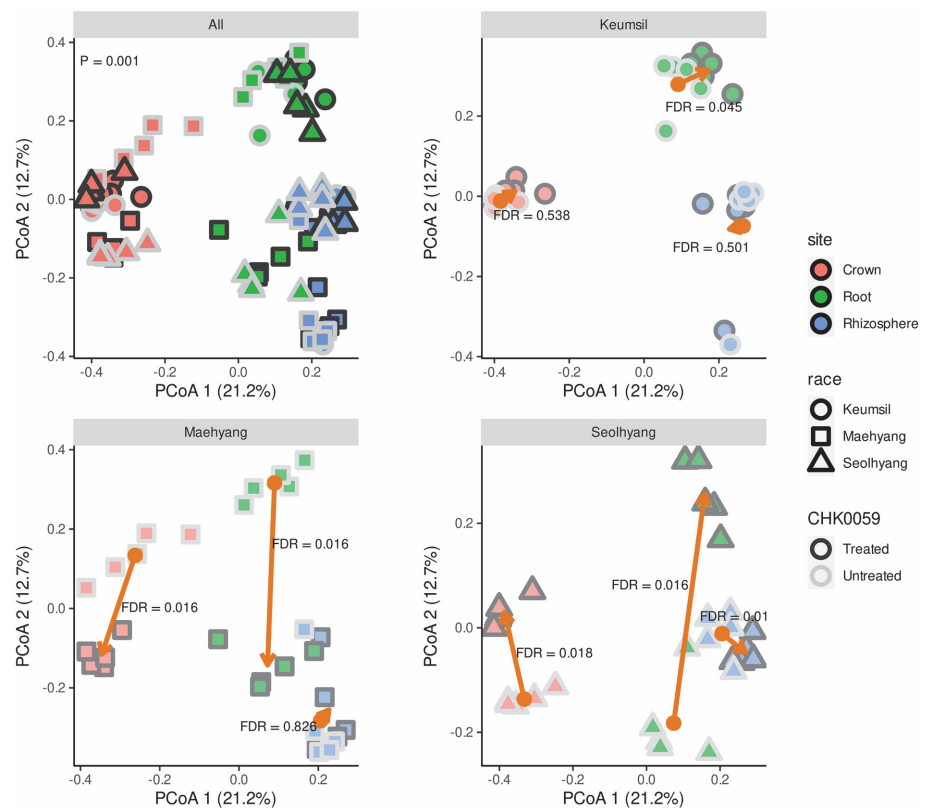 All
Keumsil
P = 0.001
0.4
0.2
0.0
-0.2
-0.4
PCoA 2 (12.7%)
-0.4
-0.2
0.0
0.2
PCoA 1 (21.2%)
0.2
0.0
-0.2
-0.4
PCoA 2 (12.7%)
FDR = 0.045
FDR = 0.538
FDR = 0.501
-0.4
-0.2
0.0
0.2
PCoA 1 (21.2%)
site
Crown
Root
Rhizosphere
race
Keumsil
Maehyang
Seolhyang
CHK0059
Treated
Untreated
Maehyang
Seolhyang
0.4
0.2
0.0
-0.2
PCoA 2 (12.7%)
FDR = 0.016
FDR = 0.016
FDR = 0.826
-0.4
-0.2
0.0
0.2
PCoA 1 (21.2%)
0.2
0.0
-0.2
PCoA 2 (12.7%)
FDR = 0.016
FDR = 0.01
FDR = 0.018
-0.4
-0.2
0.0
0.2
PCoA 1 (21.2%)